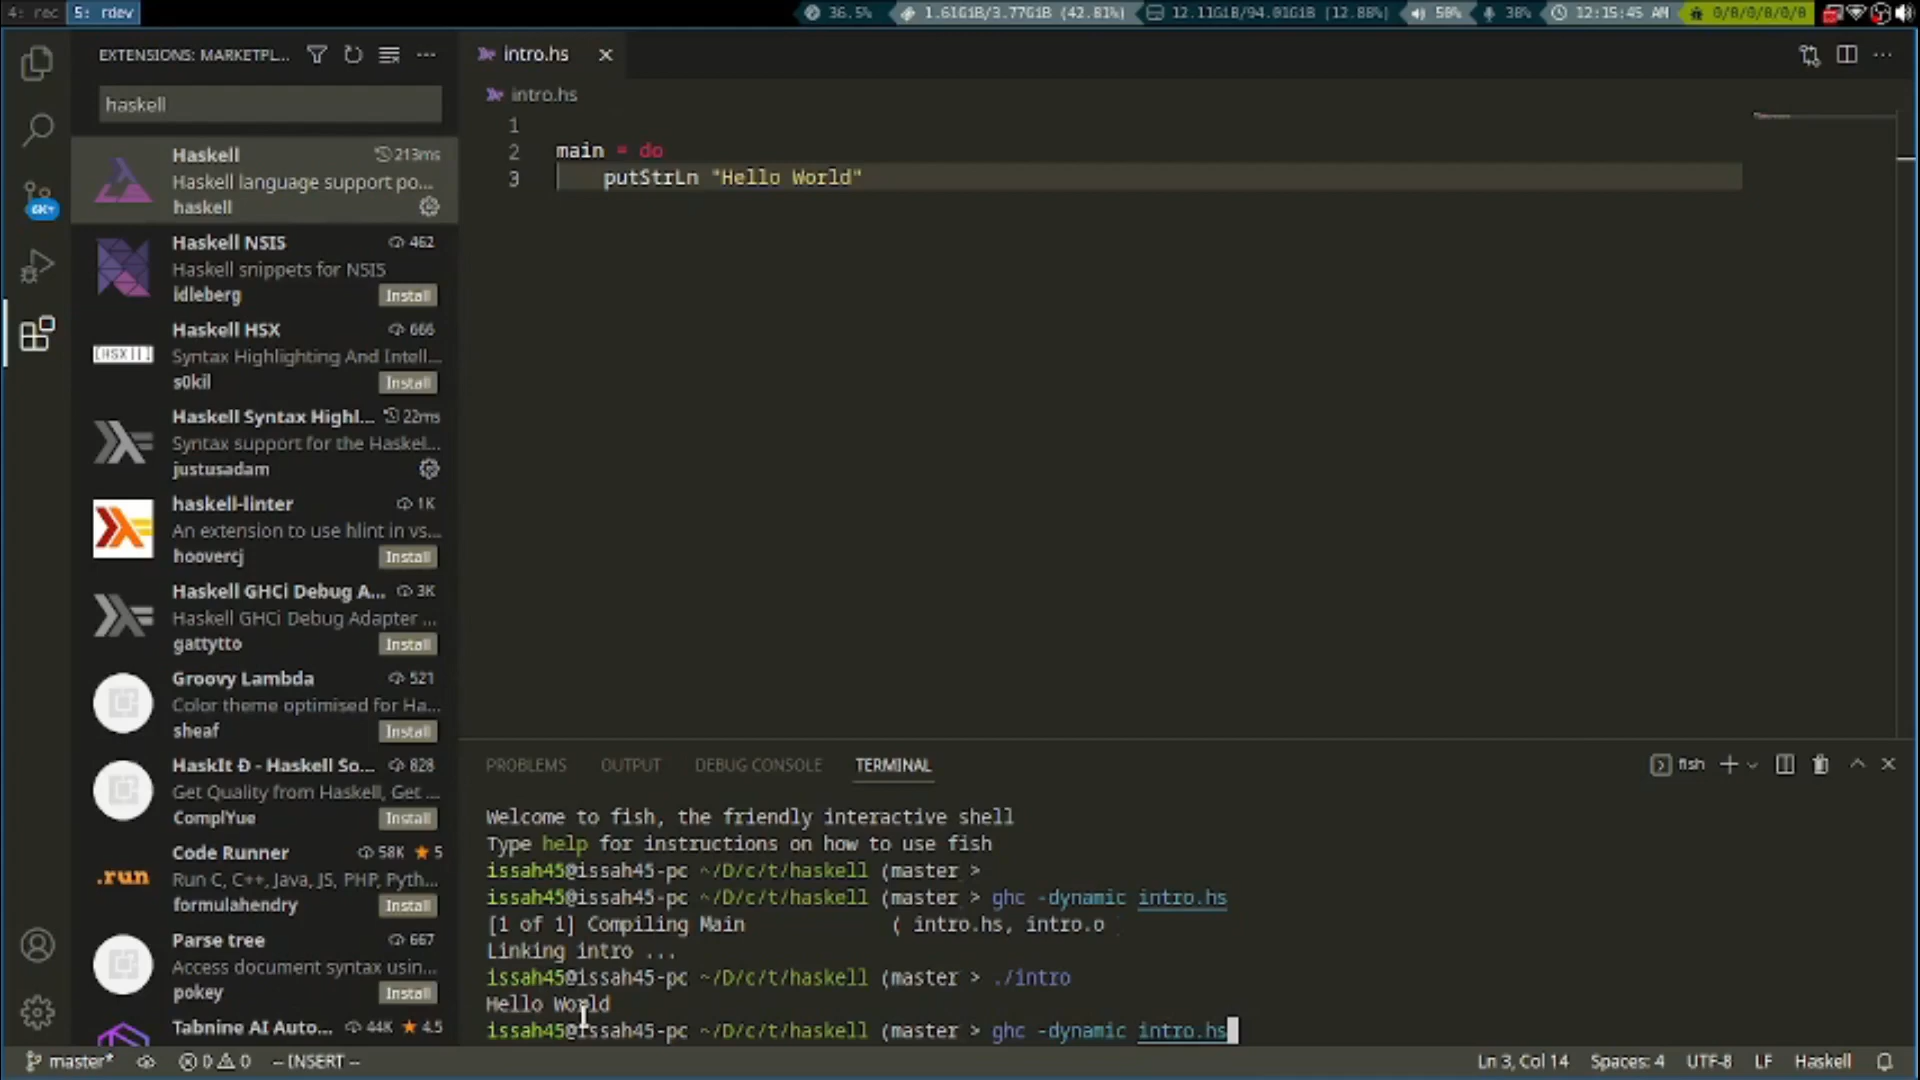 4: rec 5: rdev 36.5% 1.61GiB/3.77GiB (42.81%) 12.11GiB/94.01GiB (12.88%) 50% 38% 12:15:45 AM 0/0/0/0/0
EXTENSIONS: MARKETPL...
haskell
Haskell 213ms
Haskell language support po...
haskell
Haskell NSIS 462
Haskell snippets for NSIS
idleberg Install
Haskell HSX 666
[HSX||]
Syntax Highlighting And Intell...
s0kil Install
Haskell Syntax Highl... 22ms
Syntax support for the Haskel...
justusadam
haskell-linter 1K
An extension to use hlint in vs...
hoovercj Install
Haskell GHCi Debug A... 3K
Haskell GHCi Debug Adapter ...
gattytto Install
Groovy Lambda 521
Color theme optimised for Ha...
sheaf Install
HaskIt Đ - Haskell So... 828
Get Quality from Haskell, Get ...
ComplYue Install
Code Runner 58K ★ 5
.run
Run C, C++, Java, JS, PHP, Pyth...
formulahendry Install
Parse tree 667
Access document syntax usin...
pokey Install
Tabnine AI Auto... 44K ★ 4.5
6K+
intro.hs
intro.hs
1
2 main = do
3 putStrLn "Hello World"
PROBLEMS OUTPUT DEBUG CONSOLE TERMINAL fish
Welcome to fish, the friendly interactive shell
Type help for instructions on how to use fish
issah45@issah45-pc ~/D/c/t/haskell (master >
issah45@issah45-pc ~/D/c/t/haskell (master > ghc -dynamic intro.hs
[1 of 1] Compiling Main ( intro.hs, intro.o
Linking intro ...
issah45@issah45-pc ~/D/c/t/haskell (master > ./intro
Hello World
issah45@issah45-pc ~/D/c/t/haskell (master > ghc -dynamic intro.hs
master* 0 0 -- INSERT -- Ln 3, Col 14 Spaces: 4 UTF-8 LF Haskell